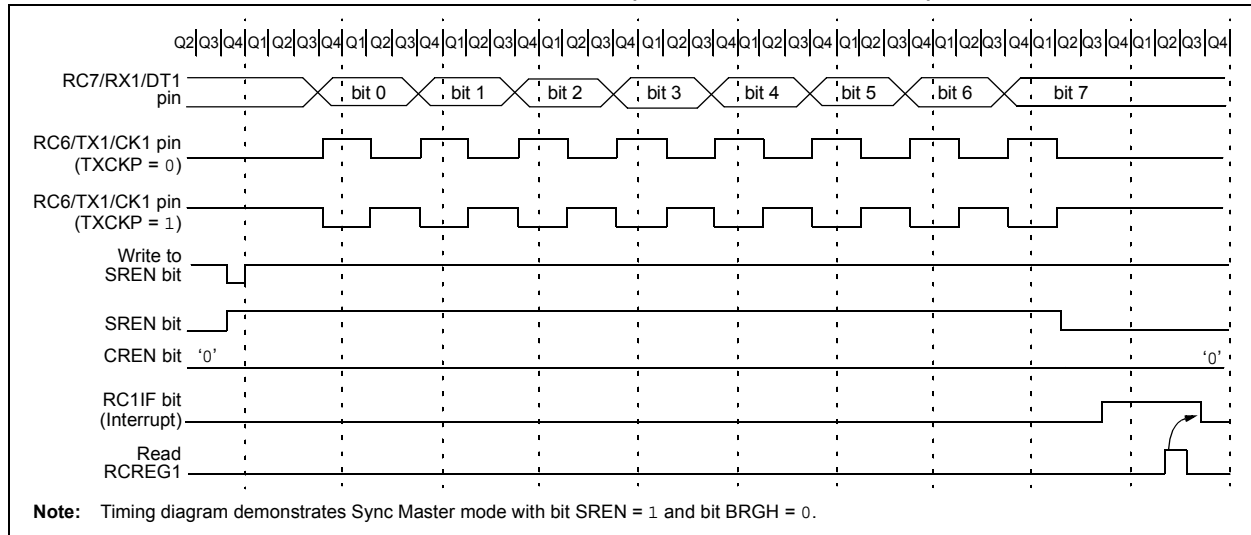 Q2 Q3 Q4 Q1 Q2 Q3 Q4 Q1 Q2 Q3 Q4 Q1 Q2 Q3 Q4 Q1 Q2 Q3 Q4 Q1 Q2 Q3 Q4 Q1 Q2 Q3 Q4 Q1 Q2 Q3 Q4 Q1 Q2 Q3 Q4 Q1 Q2 Q3 Q4 Q1 Q2 Q3 Q4
RC7/RX1/DT1
pin
bit 0 bit 1 bit 2 bit 3 bit 4 bit 5 bit 6 bit 7
RC6/TX1/CK1 pin
(TXCKP = 0)
RC6/TX1/CK1 pin
(TXCKP = 1)
Write to
SREN bit
SREN bit
CREN bit ‘0’ ‘0’
RC1IF bit
(Interrupt)
Read
RCREG1
Note: Timing diagram demonstrates Sync Master mode with bit SREN = 1 and bit BRGH = 0.